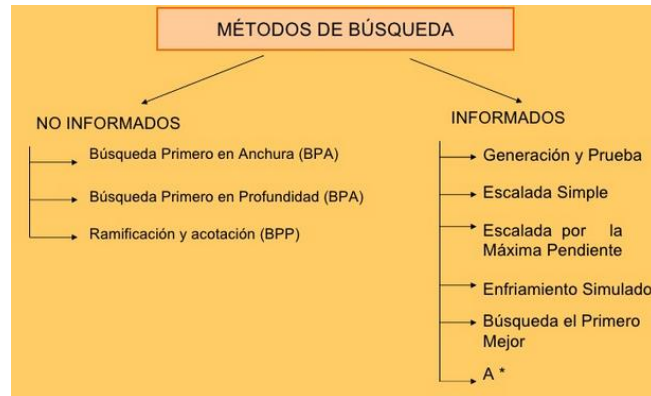 MÉTODOS DE BÚSQUEDA
NO INFORMADOS
Búsqueda Primero en Anchura (BPA)
Búsqueda Primero en Profundidad (BPA)
Ramificación y acotación (BPP)
INFORMADOS
Generación y Prueba
Escalada Simple
Escalada por la
Máxima Pendiente
Enfriamiento Simulado
Búsqueda el Primero
Mejor
A *